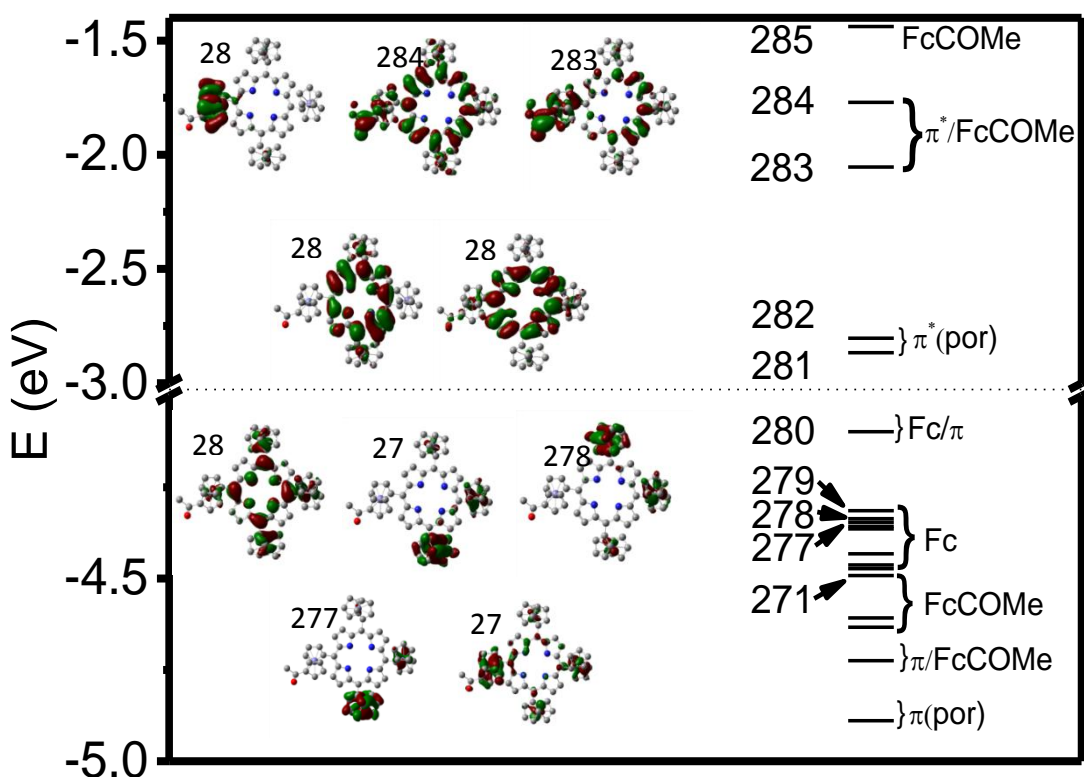 -1.5
-2.0
-2.5
-3.0
-4.5
-5.0
E (eV)
28
284
283
28
28
28
27
278
277
27
285
FcCOMe
284
283
}π*/FcCOMe
282
281
}π*(por)
280
}Fc/π
279
278
277
}Fc
271
}FcCOMe
}π/FcCOMe
}π(por)